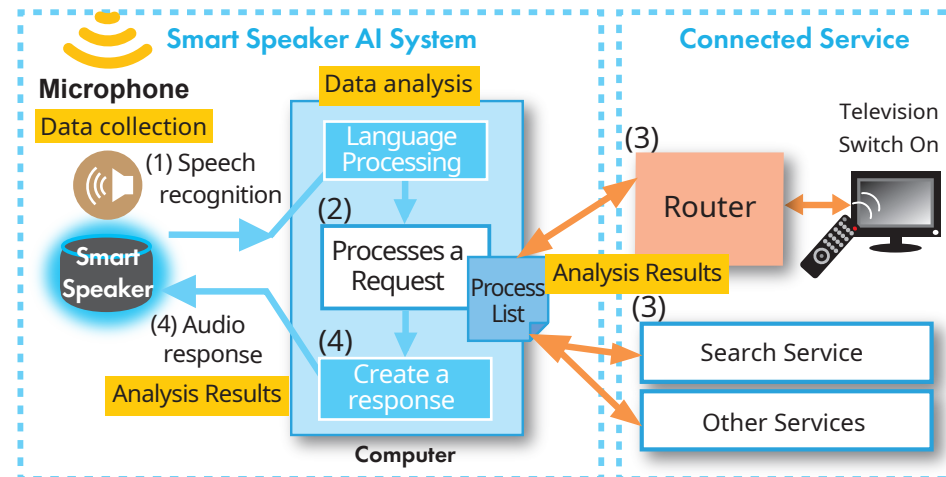 Smart Speaker AI System
Microphone
Data collection
(1) Speech
recognition
Smart
Speaker
(4) Audio
response
Analysis Results
Data analysis
Language
Processing
(2)
Processes a
Request
Process
List
(4)
Create a
response
Computer
Analysis Results
Connected Service
(3)
Router
Television
Switch On
(3)
Search Service
Other Services